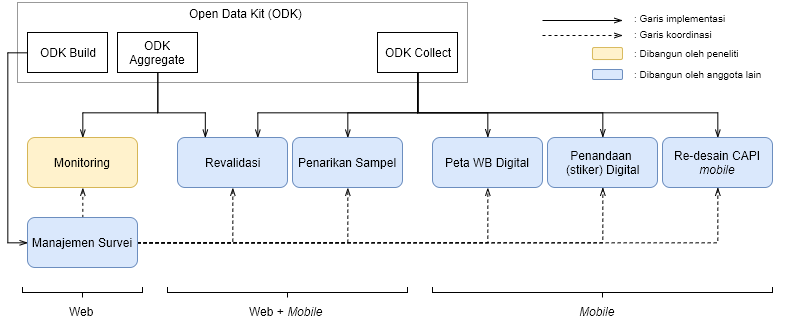 Open Data Kit (ODK)
ODK Build
ODK
Aggregate
ODK Collect
: Garis implementasi
: Garis koordinasi
: Dibangun oleh peneliti
: Dibangun oleh anggota lain
Monitoring
Revalidasi
Penarikan Sampel
Peta WB Digital
Penandaan
(stiker) Digital
Re-desain CAPI
mobile
Manajemen Survei
Web
Web + Mobile
Mobile